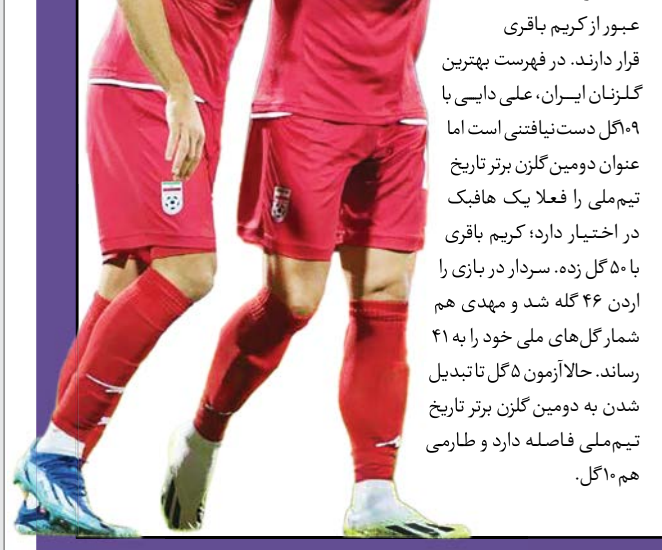 عبور از کریم باقری
قرار دارند. در فهرست بهترین
گلزنان ایران، علی دایی با
۱۰۹گل دست‌نیافتنی است اما
عنوان دومین گلزن برتر تاریخ
تیم‌ملی را فعلا یک هافبک
در اختیار دارد؛ کریم باقری
با ۵۰ گل زده. سردار در بازی را
اردن ۴۶ گله شد و مهدی هم
شمار گل‌های ملی خود را به ۴۱
رساند. حالا آزمون ۵ گل تا تبدیل
شدن به دومین گلزن برتر تاریخ
تیم‌ملی فاصله دارد و طارمی
هم ۱۰ گل.